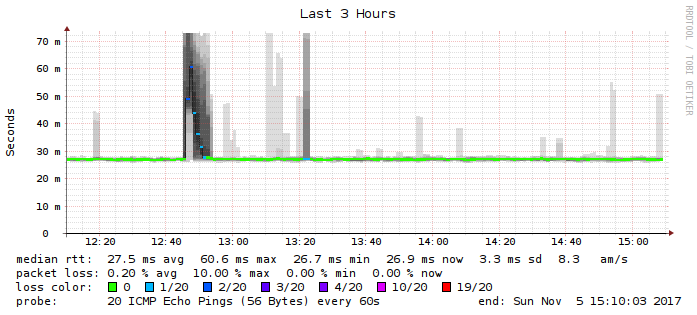 Last 3 Hours
RRDTOOL / TOBI OETIKER
Seconds
70 m
60 m
50 m
40 m
30 m
20 m
10 m
0
12:20 12:40 13:00 13:20 13:40 14:00 14:20 14:40 15:00
median rtt: 27.5 ms avg 60.6 ms max 26.7 ms min 26.9 ms now 3.3 ms sd 8.3 am/s
packet loss: 0.20 % avg 10.00 % max 0.00 % min 0.00 % now
loss color: 0 1/20 2/20 3/20 4/20 10/20 19/20
probe: 20 ICMP Echo Pings (56 Bytes) every 60s end: Sun Nov 5 15:10:03 2017